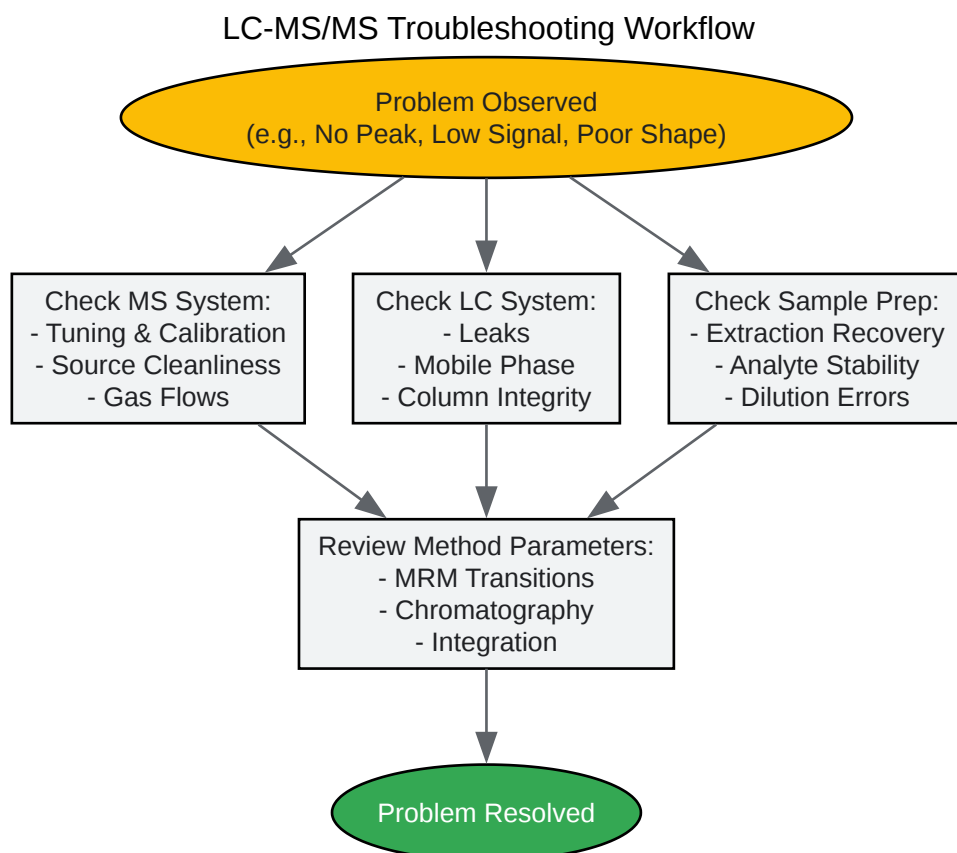 LC-MS/MS Troubleshooting Workflow
Problem Observed
(e.g., No Peak, Low Signal, Poor Shape)
Check MS System:
- Tuning & Calibration
- Source Cleanliness
- Gas Flows
Check LC System:
- Leaks
- Mobile Phase
- Column Integrity
Check Sample Prep:
- Extraction Recovery
- Analyte Stability
- Dilution Errors
Review Method Parameters:
- MRM Transitions
- Chromatography
- Integration
Problem Resolved